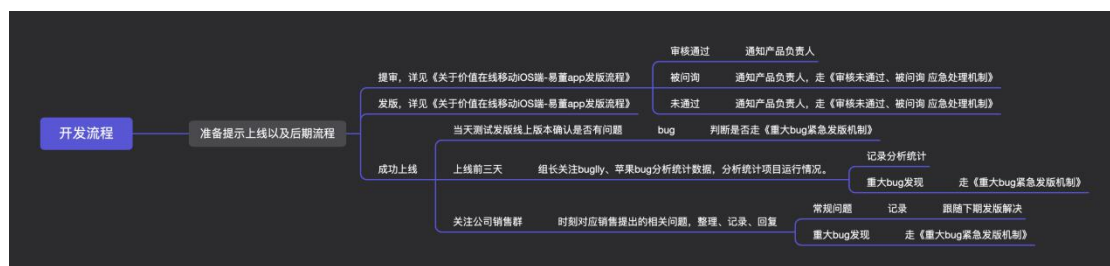 开发流程
准备提示上线以及后期流程
提审，详见《关于价值在线移动iOS端-易董app发版流程》
审核通过
通知产品负责人
被问询
通知产品负责人，走《审核未通过、被问询 应急处理机制》
未通过
通知产品负责人，走《审核未通过、被问询 应急处理机制》
发版，详见《关于价值在线移动iOS端-易董app发版流程》
成功上线
当天测试发版线上版本确认是否有问题
bug
判断是否走《重大bug紧急发版机制》
上线前三天
组长关注buglly、苹果bug分析统计数据，分析统计项目运行情况。
记录分析统计
重大bug发现
走《重大bug紧急发版机制》
关注公司销售群
时刻对应销售提出的相关问题，整理、记录、回复
常规问题
记录
跟随下期发版解决
重大bug发现
走《重大bug紧急发版机制》